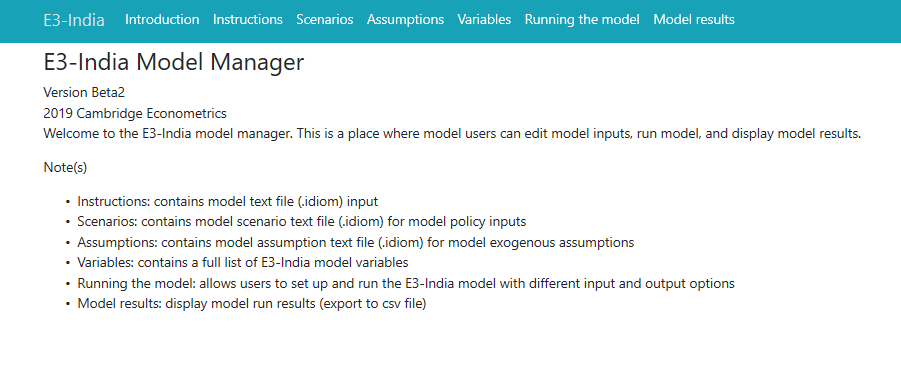 E3-India Introduction Instructions Scenarios Assumptions Variables Running the model Model results
E3-India Model Manager
Version Beta2
2019 Cambridge Econometrics
Welcome to the E3-India model manager. This is a place where model users can edit model inputs, run model, and display model results.
Note(s)
• Instructions: contains model text file (.idiom) input
• Scenarios: contains model scenario text file (.idiom) for model policy inputs
• Assumptions: contains model assumption text file (.idiom) for model exogenous assumptions
• Variables: contains a full list of E3-India model variables
• Running the model: allows users to set up and run the E3-India model with different input and output options
• Model results: display model run results (export to csv file)